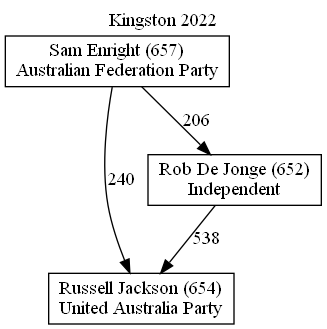 Kingston 2022
Sam Enright (657)
Australian Federation Party
206
Rob De Jonge (652)
Independent
240
538
Russell Jackson (654)
United Australia Party